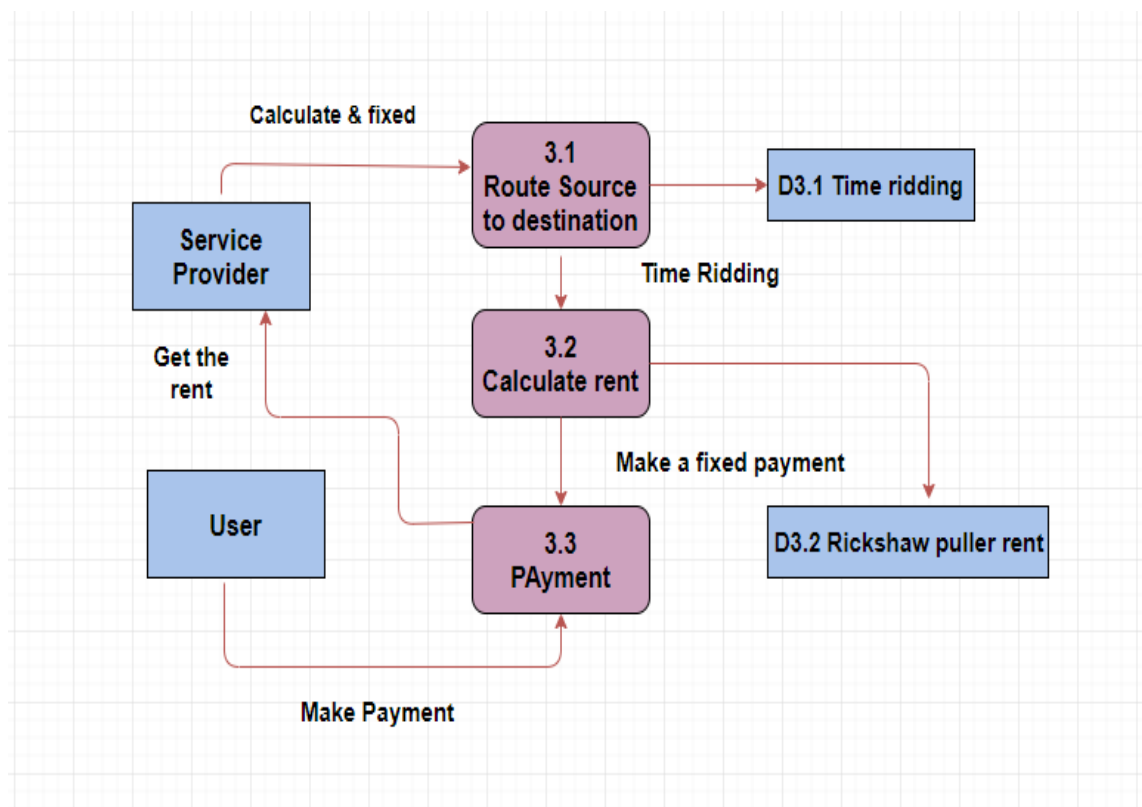 Calculate & fixed
3.1
Route Source
to destination
D3.1 Time ridding
Service
Provider
Time Ridding
3.2
Calculate rent
Get the
rent
Make a fixed payment
User
3.3
PAyment
D3.2 Rickshaw puller rent
Make Payment